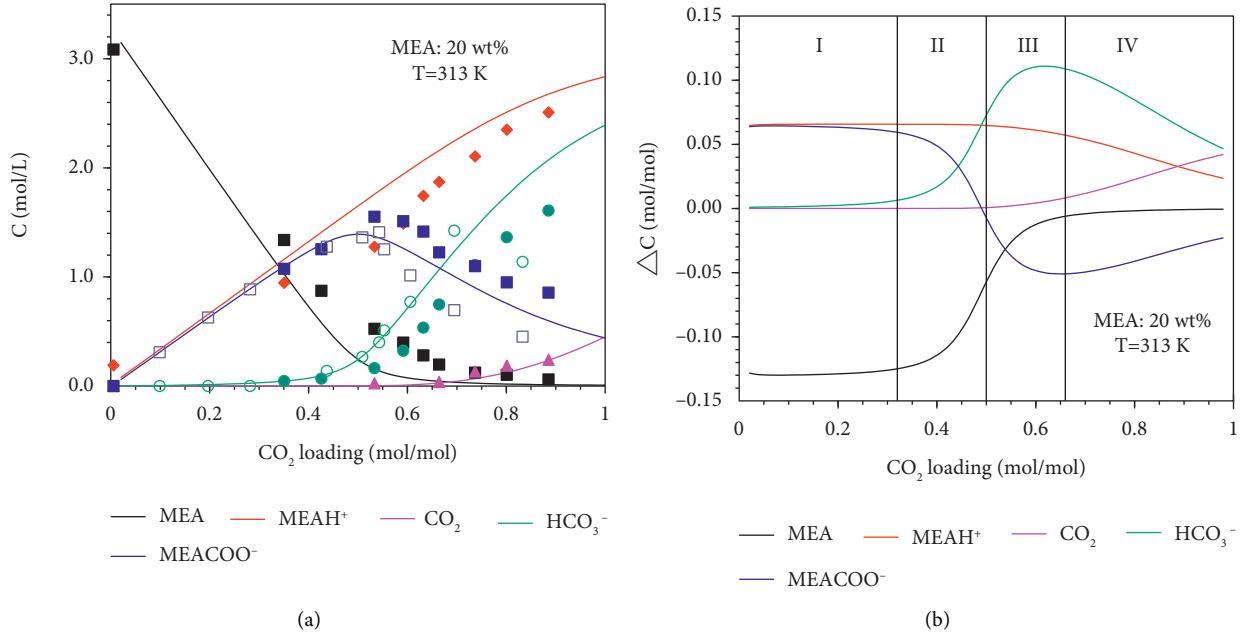 (a)
MEA: 20 wt%
T=313 K
C (mol/L)
3.0
2.0
1.0
0.0
0 0.2 0.4 0.6 0.8 1
CO₂ loading (mol/mol)
MEA MEAH⁺ CO₂ HCO₃⁻
MEACOO⁻
(b)
I II III IV
△C (mol/mol)
0.15
0.10
0.05
0.00
−0.05
−0.10
−0.15
MEA: 20 wt%
T=313 K
0 0.2 0.4 0.6 0.8 1
CO₂ loading (mol/mol)
MEA MEAH⁺ CO₂ HCO₃⁻
MEACOO⁻